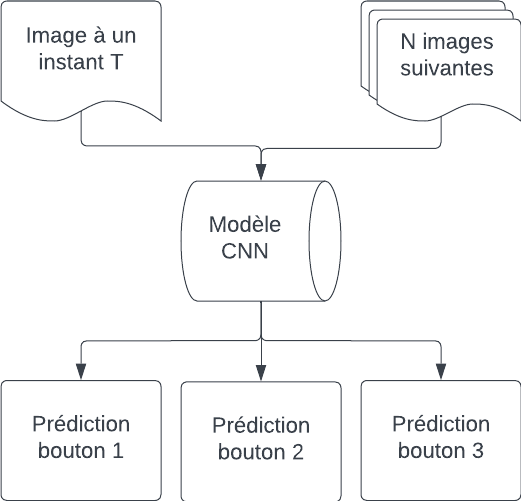 Image à un
instant T
N images
suivantes
Modèle
CNN
Prédiction
bouton 1
Prédiction
bouton 2
Prédiction
bouton 3